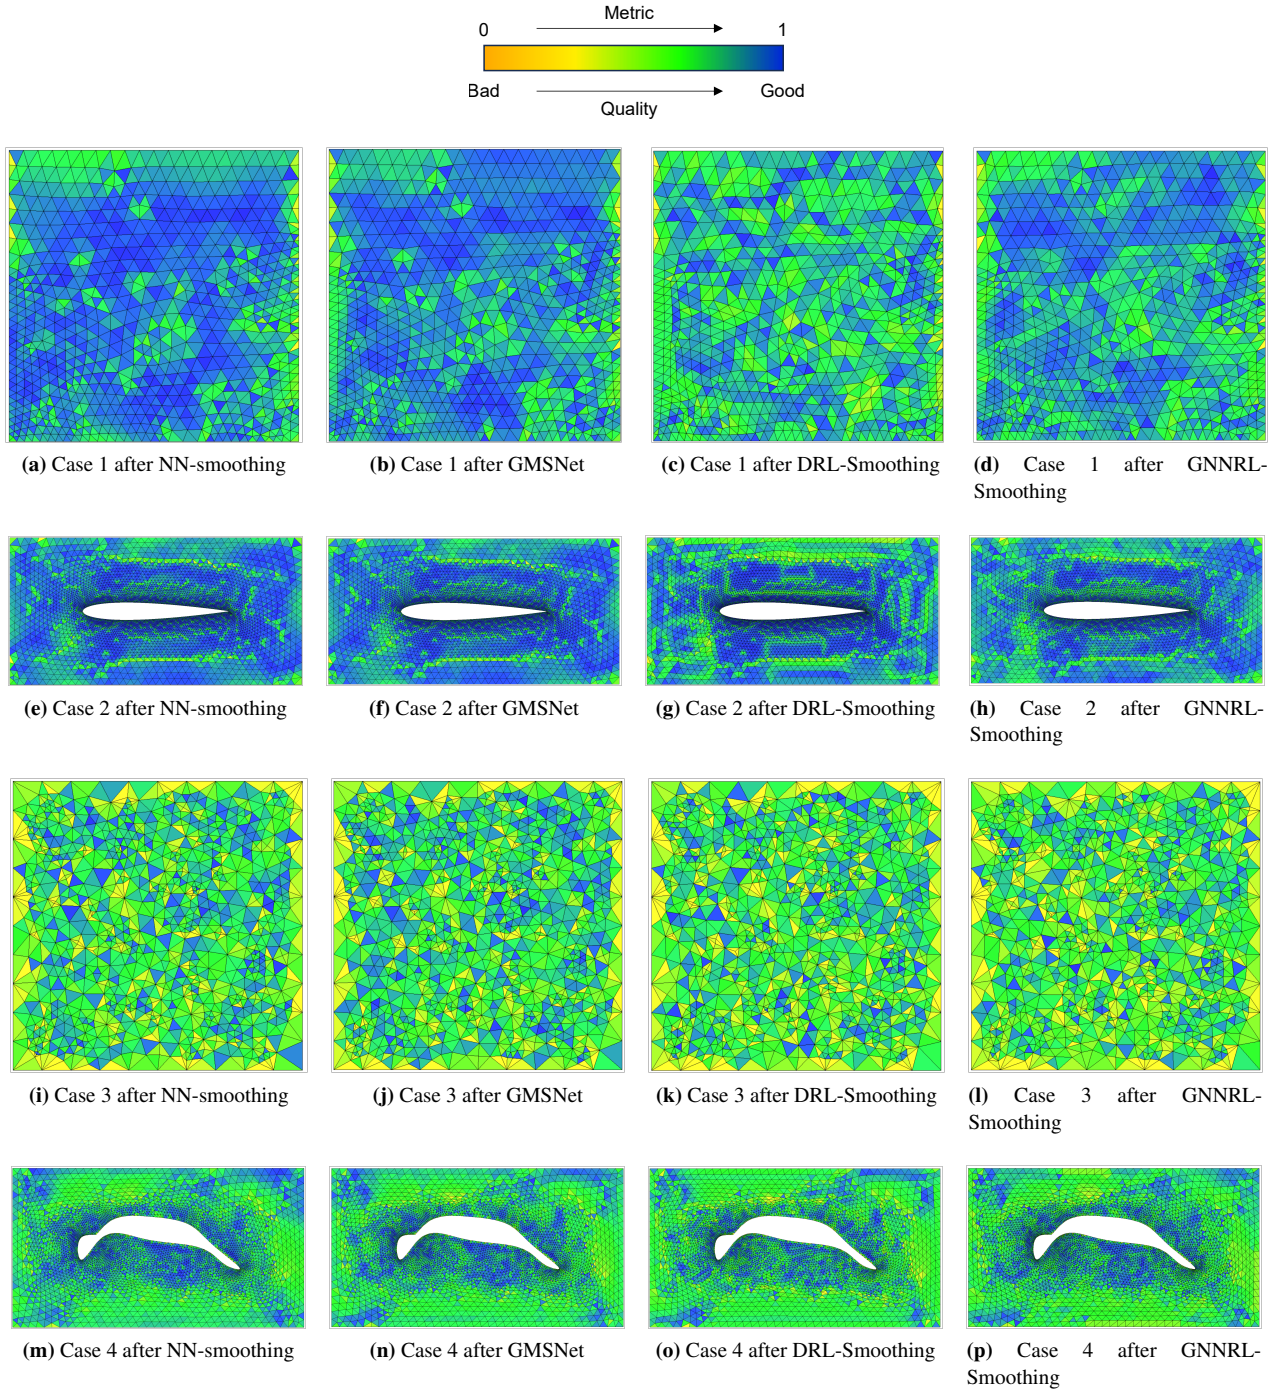 Metric
0 1
Bad Good
Quality
(a) Case 1 after NN-smoothing
(b) Case 1 after GMSNet
(c) Case 1 after DRL-Smoothing
(d) Case 1 after GNNRL-
Smoothing
(e) Case 2 after NN-smoothing
(f) Case 2 after GMSNet
(g) Case 2 after DRL-Smoothing
(h) Case 2 after GNNRL-
Smoothing
(i) Case 3 after NN-smoothing
(j) Case 3 after GMSNet
(k) Case 3 after DRL-Smoothing
(l) Case 3 after GNNRL-
Smoothing
(m) Case 4 after NN-smoothing
(n) Case 4 after GMSNet
(o) Case 4 after DRL-Smoothing
(p) Case 4 after GNNRL-
Smoothing